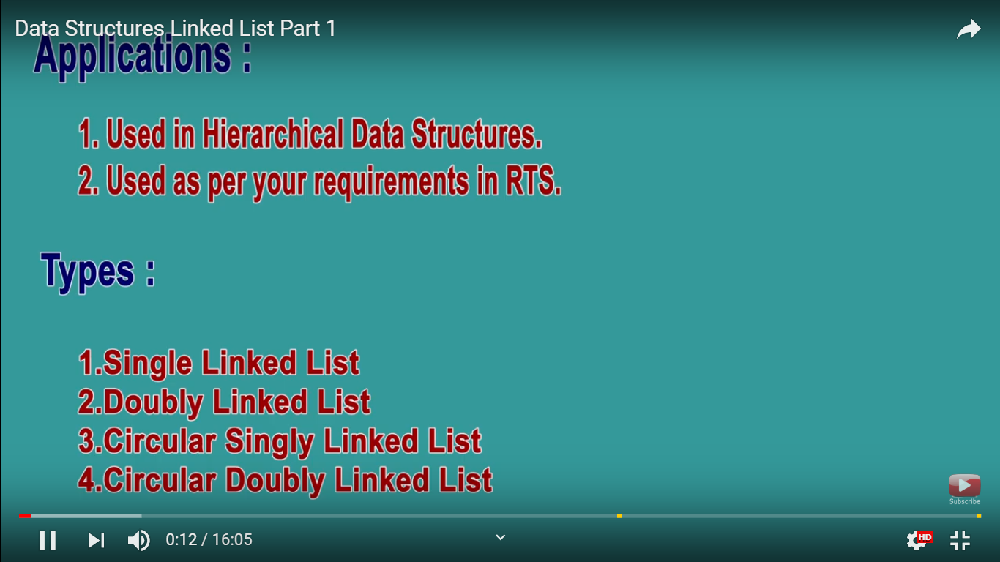 Data Structures Linked List Part 1
Applications :
1. Used in Hierarchical Data Structures.
2. Used as per your requirements in RTS.
Types :
1.Single Linked List
2.Doubly Linked List
3.Circular Singly Linked List
4.Circular Doubly Linked List
Subscribe
0:12 / 16:05
HD